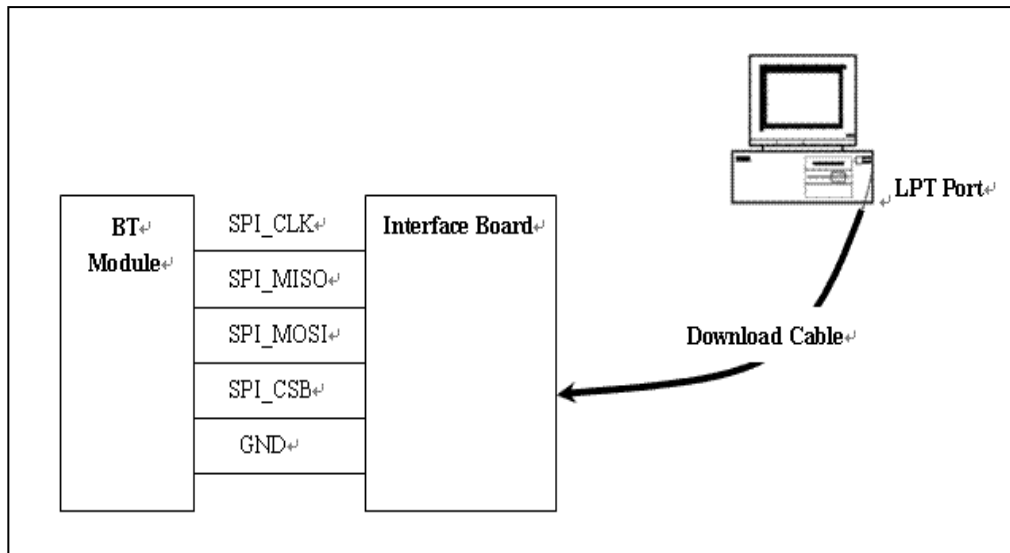 BT↵
Module↵
SPI_CLK↵
SPI_MISO↵
SPI_MOSI↵
SPI_CSB↵
GND↵
Interface Board↵
↵
LPT Port↵
Download Cable↵